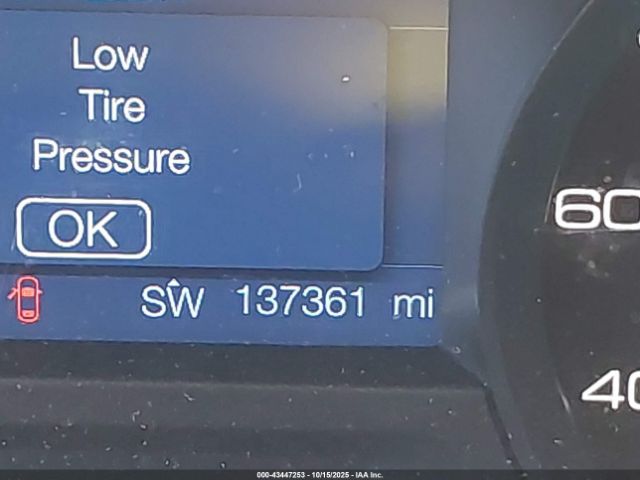 Low
Tire
Pressure
OK
SW 137361 mi
60
40
000-43447253 - 10/15/2025 - IAA Inc.